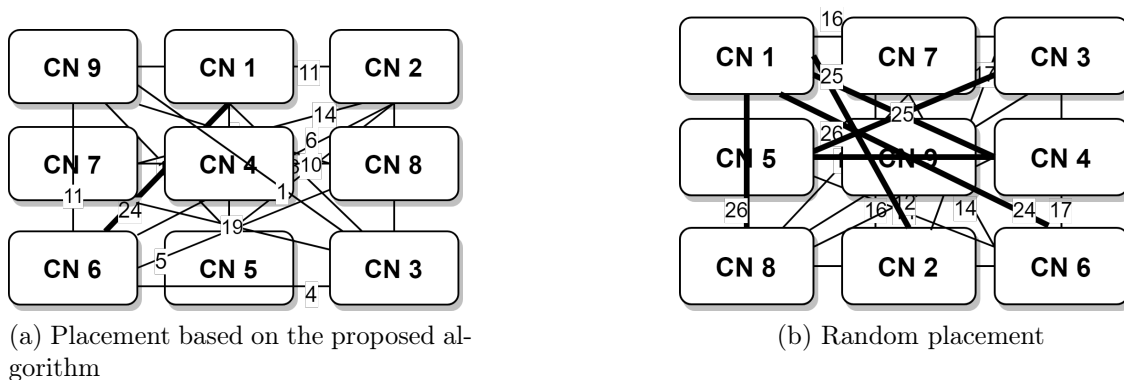 CN 9
CN 1
11
CN 2
14
6
10
CN 7
CN 4
CN 8
11
24
1
19
CN 6
5
CN 5
CN 3
4
(a) Placement based on the proposed al-
gorithm
16
CN 1
CN 7
CN 3
25
17
25
26
CN 5
CN 9
CN 4
26
16
12
14
24
17
CN 8
CN 2
CN 6
(b) Random placement